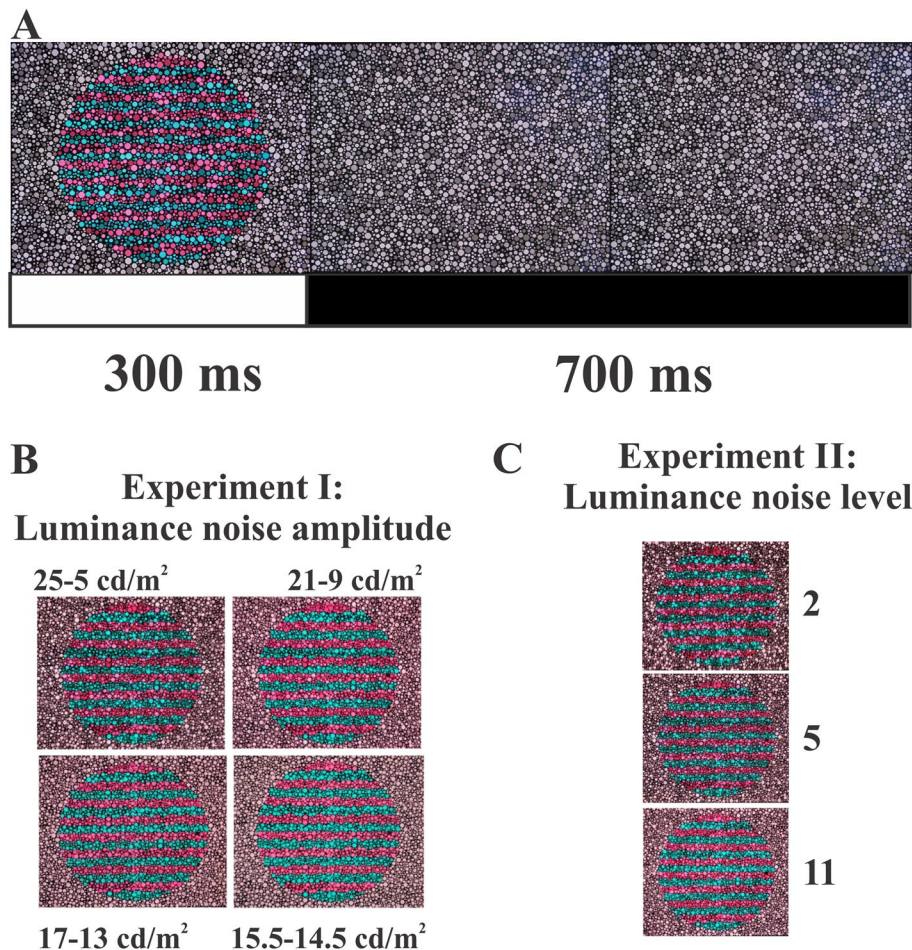 A
300 ms
700 ms
B
Experiment I:
Luminance noise amplitude
25-5 cd/m²
21-9 cd/m²
17-13 cd/m²
15.5-14.5 cd/m²
C
Experiment II:
Luminance noise level
2
5
11